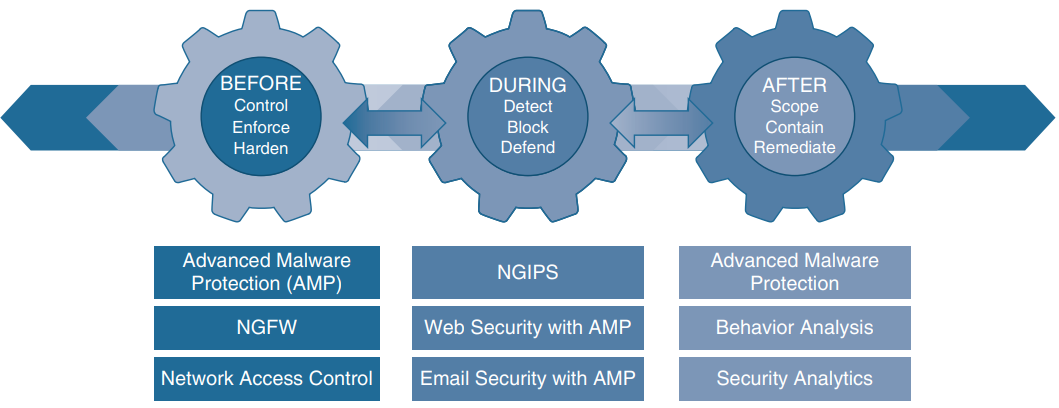 BEFORE
Control
Enforce
Harden
DURING
Detect
Block
Defend
AFTER
Scope
Contain
Remediate
Advanced Malware
Protection (AMP)
NGFW
Network Access Control
NGIPS
Web Security with AMP
Email Security with AMP
Advanced Malware
Protection
Behavior Analysis
Security Analytics